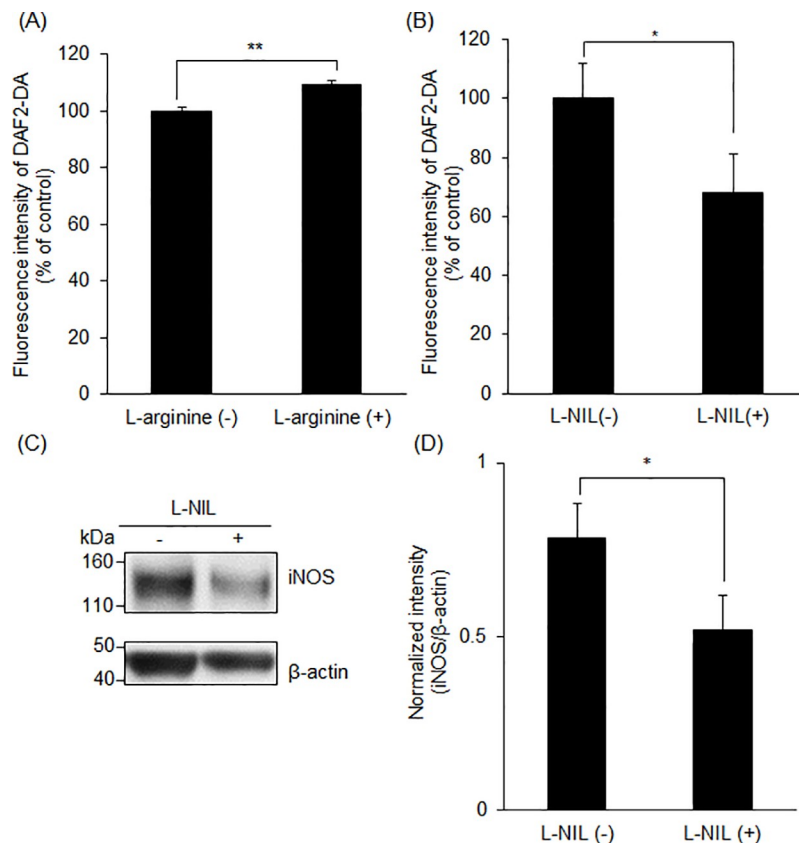 (A)
**
Fluorescence intensity of DAF2-DA
(% of control)
120
100
80
60
40
20
0
L-arginine (-)
L-arginine (+)
(B)
*
Fluorescence intensity of DAF2-DA
(% of control)
120
100
80
60
40
20
0
L-NIL(-)
L-NIL(+)
(C)
L-NIL
kDa - +
160
110
iNOS
50
40
β-actin
(D)
*
Normalized intensity
(iNOS/β-actin)
1
0.5
0
L-NIL (-)
L-NIL (+)